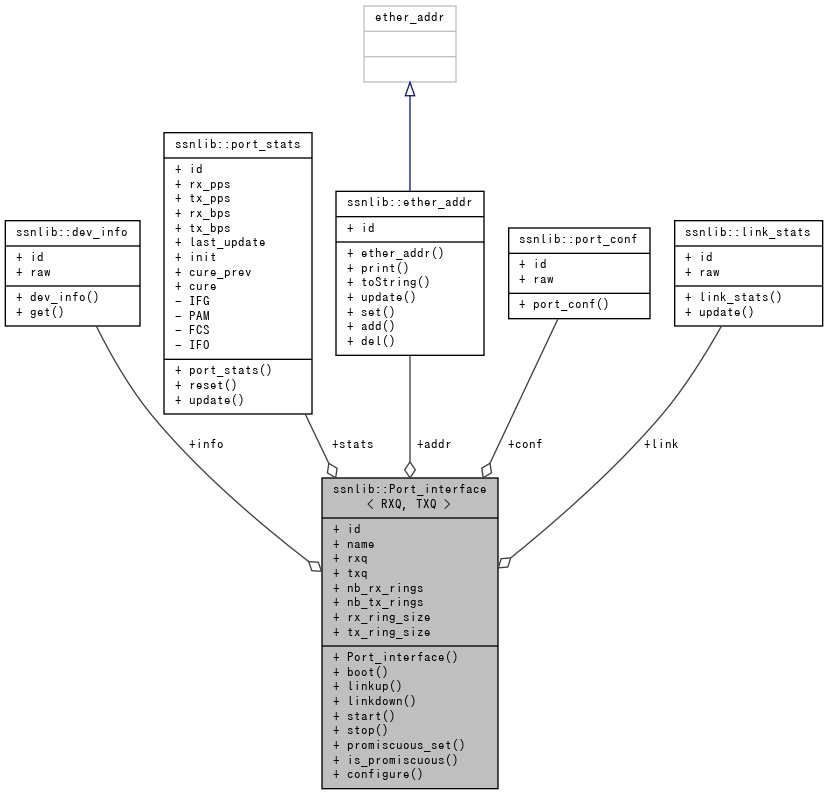 ether_addr
ssnlib::port_stats
+ id
+ rx_pps
+ tx_pps
+ rx_bps
+ tx_bps
+ last_update
+ init
+ cure_prev
+ cure
- IFG
- PAM
- FCS
- IFO
+ port_stats()
+ reset()
+ update()
ssnlib::ether_addr
+ id
+ ether_addr()
+ print()
+ toString()
+ update()
+ set()
+ add()
+ del()
ssnlib::dev_info
+ id
+ raw
+ dev_info()
+ get()
ssnlib::port_conf
+ id
+ raw
+ port_conf()
ssnlib::link_stats
+ id
+ raw
+ link_stats()
+ update()
+info
+stats
+addr
+conf
+link
ssnlib::Port_interface
< RXQ, TXQ >
+ id
+ name
+ rxq
+ txq
+ nb_rx_rings
+ nb_tx_rings
+ rx_ring_size
+ tx_ring_size
+ Port_interface()
+ boot()
+ linkup()
+ linkdown()
+ start()
+ stop()
+ promiscuous_set()
+ is_promiscuous()
+ configure()